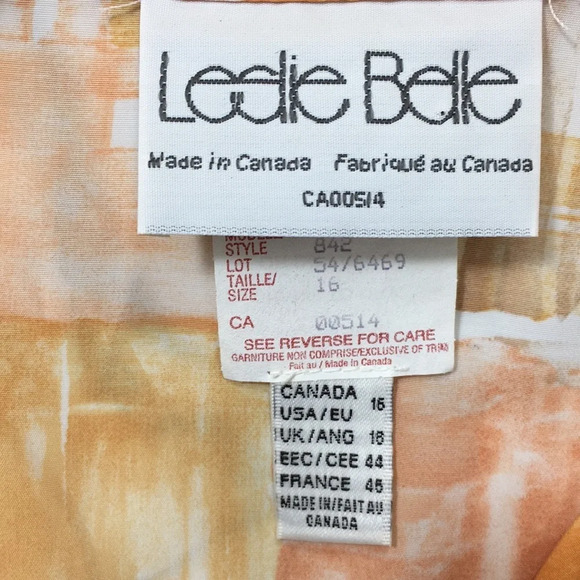 Leslie Belle
Made in Canada Fabriqué au Canada
CA00514
STYLE 842
LOT 54/6469
TAILLE/
SIZE 16
CA 00514
SEE REVERSE FOR CARE
GARNITURE NON COMPRISE/EXCLUSIVE OF TRIM
Fait au / Made in Canada
CANADA
USA/EU 16
UK/ANG 18
EEC/CEE 44
FRANCE 46
MADE IN/FAIT AU
CANADA